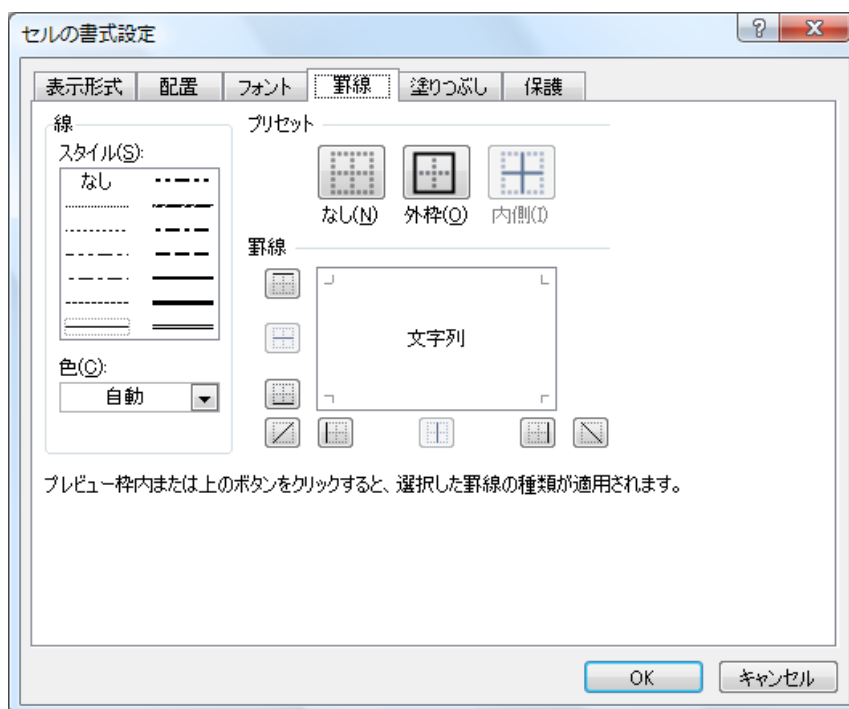 セルの書式設定
表示形式 配置 フォント 罫線 塗りつぶし 保護
線
スタイル(S):
なし
色(C):
自動
プリセット
なし(N) 外枠(O) 内側(I)
罫線
文字列
プレビュー枠内または上のボタンをクリックすると、選択した罫線の種類が適用されます。
OK キャンセル